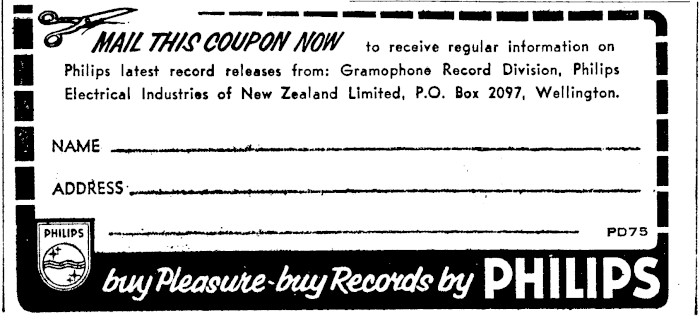 MAIL THIS COUPON NOW to receive regular information on
Philips latest record releases from: Gramophone Record Division, Philips
Electrical Industries of New Zealand Limited, P.O. Box 2097, Wellington.
NAME
ADDRESS
PD75
PHILIPS
buy Pleasure-buy Records by PHILIPS